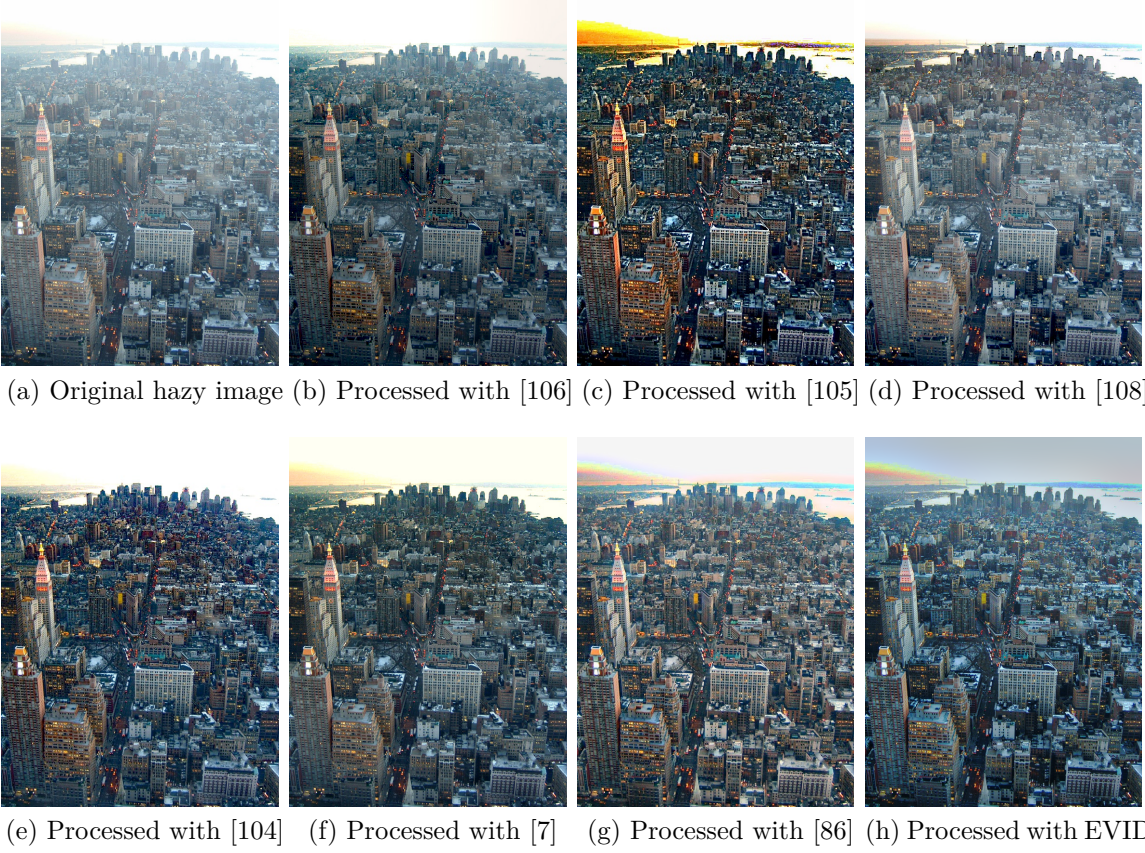 (a) Original hazy image (b) Processed with [106] (c) Processed with [105] (d) Processed with [108]
(e) Processed with [104] (f) Processed with [7] (g) Processed with [86] (h) Processed with EVID